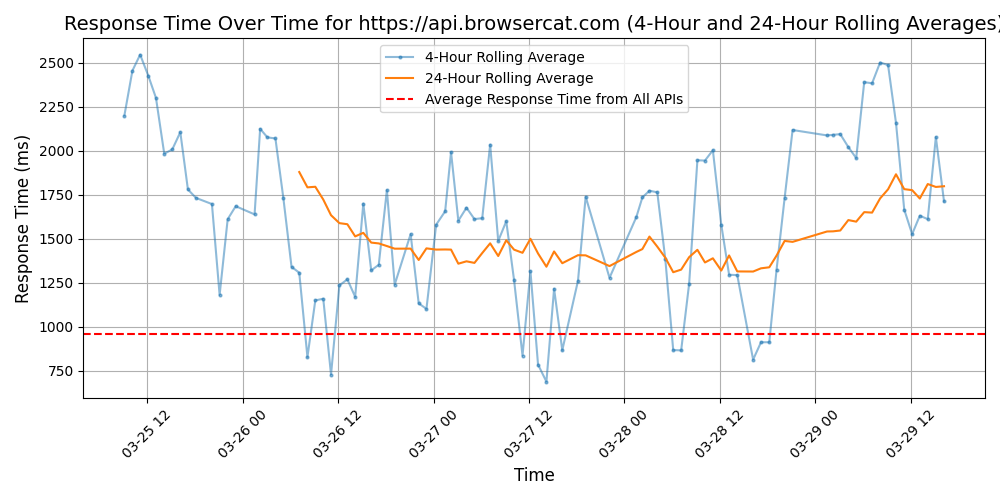 Response Time Over Time for https://api.browsercat.com (4-Hour and 24-Hour Rolling Averages)
4-Hour Rolling Average
24-Hour Rolling Average
Average Response Time from All APIs
Response Time (ms)
2500
2250
2000
1750
1500
1250
1000
750
03-25 12
03-26 00
03-26 12
03-27 00
03-27 12
03-28 00
03-28 12
03-29 00
03-29 12
Time